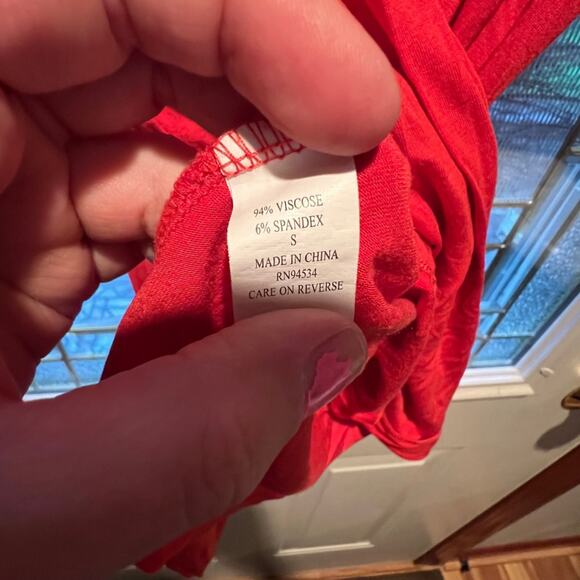 94% VISCOSE
6% SPANDEX
S
MADE IN CHINA
RN94534
CARE ON REVERSE